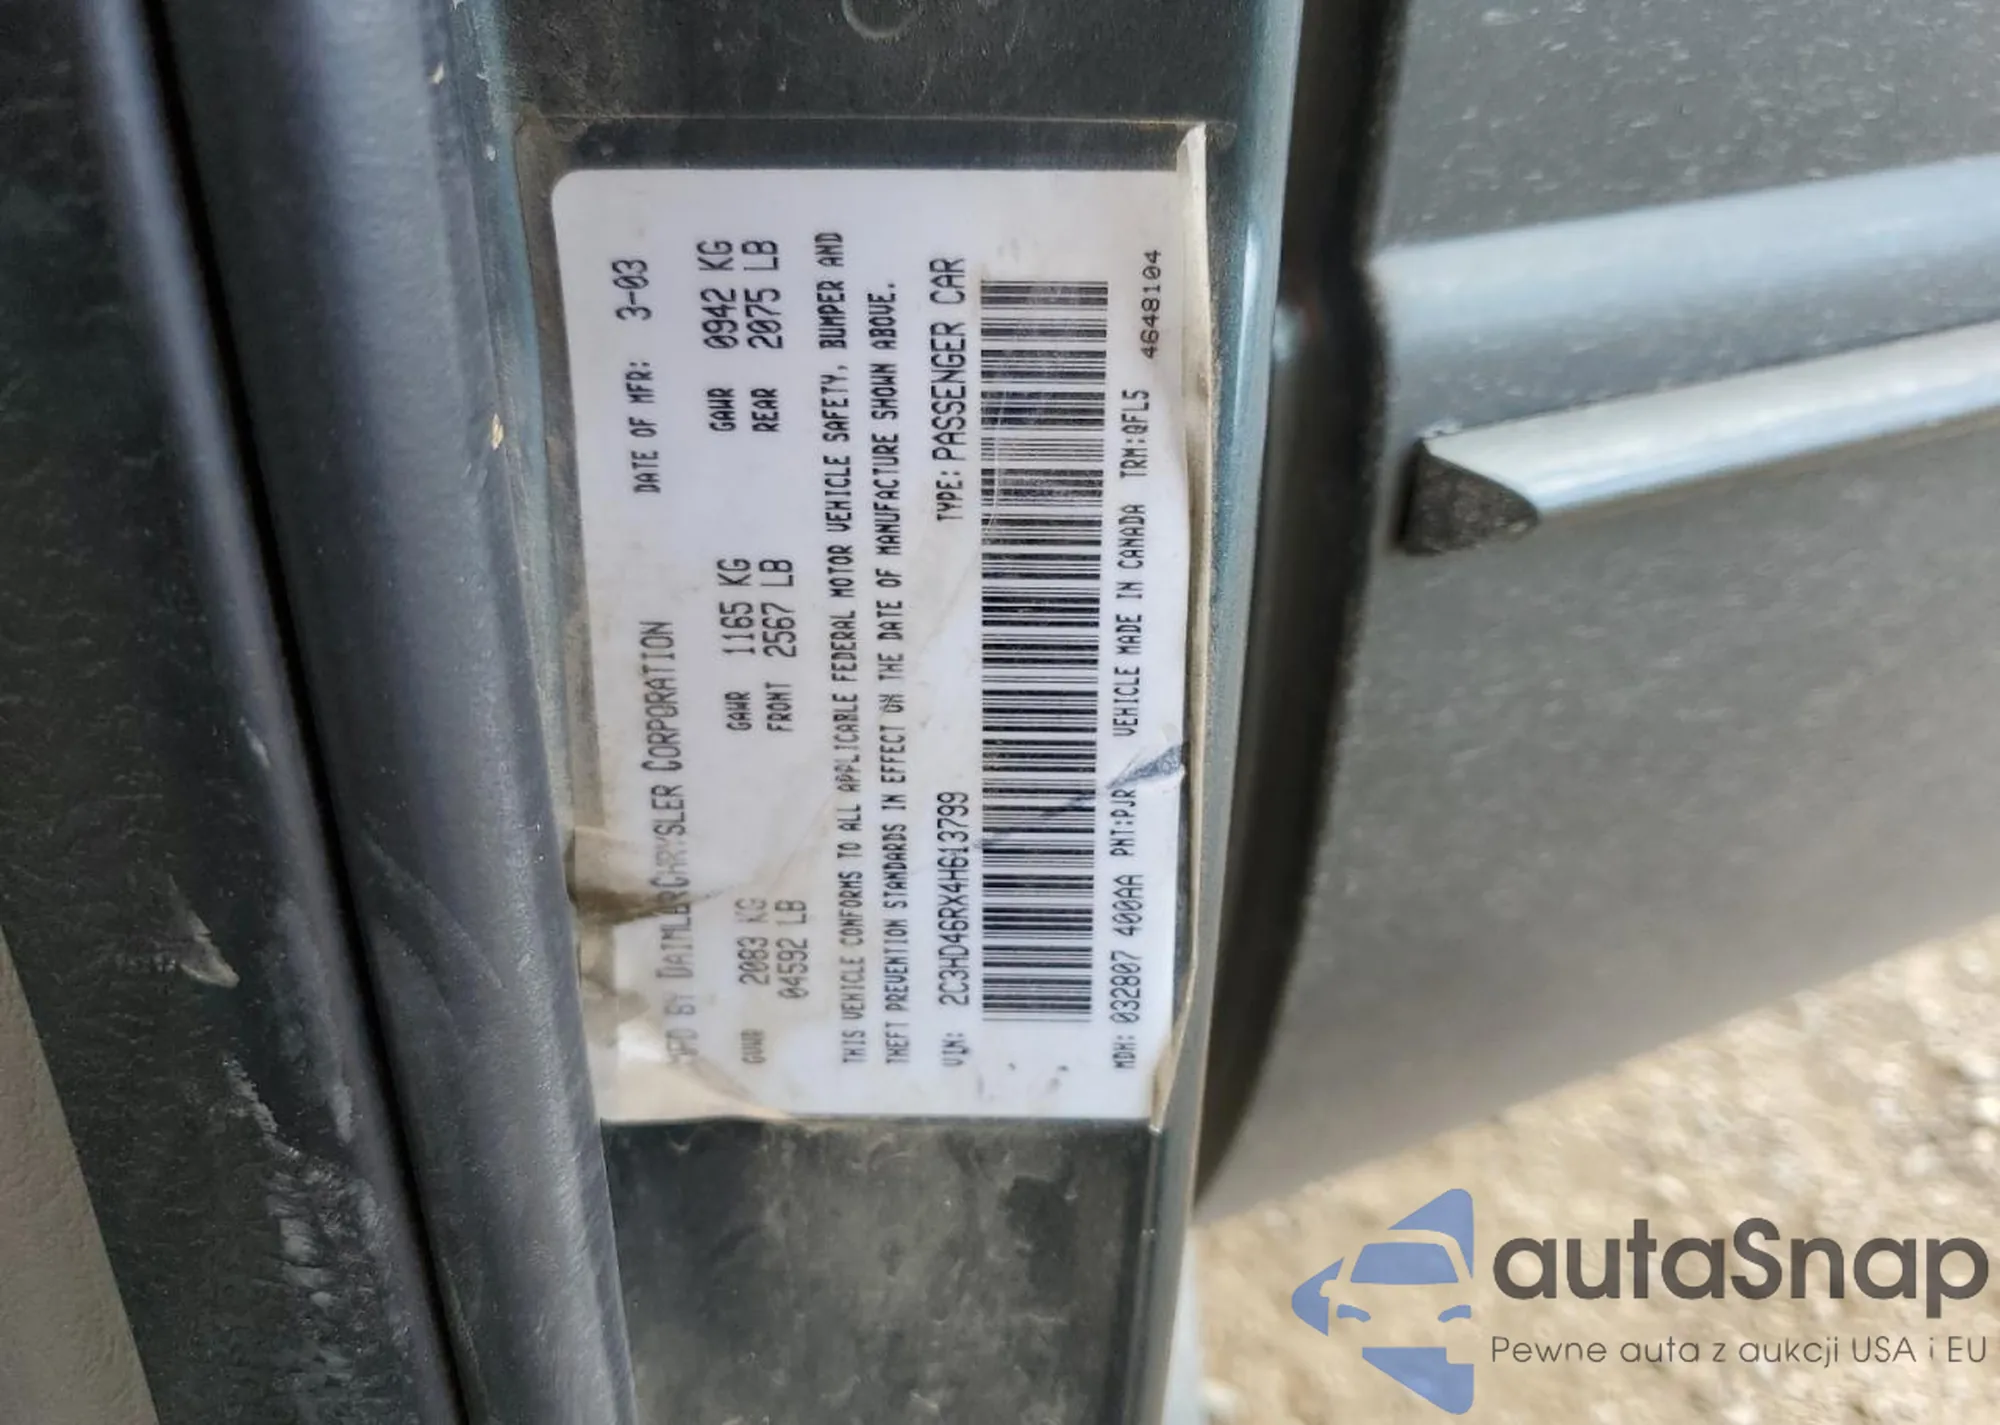 MFD BY DAIMLERCHRYSLER CORPORATION DATE OF MFR: 3-03
GVWR 2083 KG GAWR 1165 KG GAWR 0942 KG
04592 LB FRONT 2567 LB REAR 2075 LB
THIS VEHICLE CONFORMS TO ALL APPLICABLE FEDERAL MOTOR VEHICLE SAFETY, BUMPER AND
THEFT PREVENTION STANDARDS IN EFFECT ON THE DATE OF MANUFACTURE SHOWN ABOVE.
VIN: 2C3HD46RX4H613799 TYPE: PASSENGER CAR
MDH: 032807 400AA PNT:PJR VEHICLE MADE IN CANADA TRM:QFL5
4648104
autaSnap
Pewne auta z aukcji USA i EU